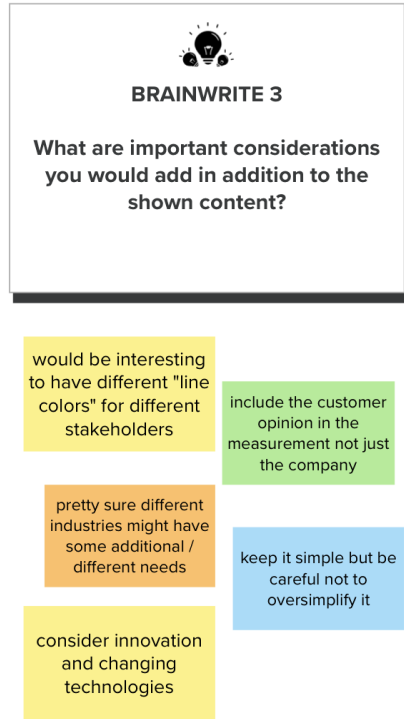 BRAINWRITE 3
What are important considerations
you would add in addition to the
shown content?
would be interesting
to have different "line
colors" for different
stakeholders
include the customer
opinion in the
measurement not just
the company
pretty sure different
industries might have
some additional /
different needs
keep it simple but be
careful not to
oversimplify it
consider innovation
and changing
technologies